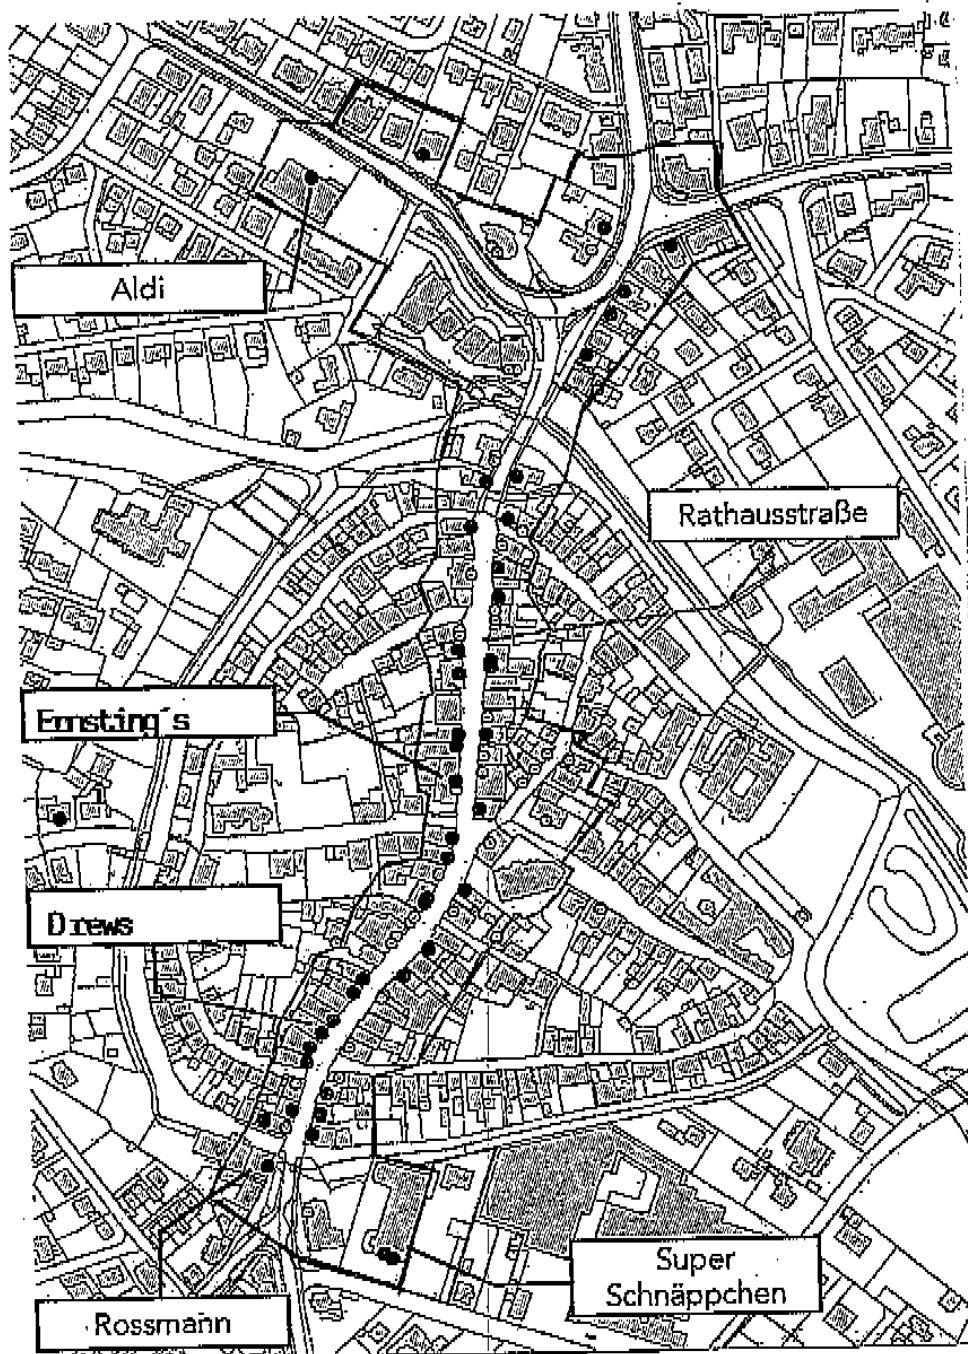 Aldi
Rathausstraße
Ernsting's
Drews
Super
Schnäppchen
Rossmann